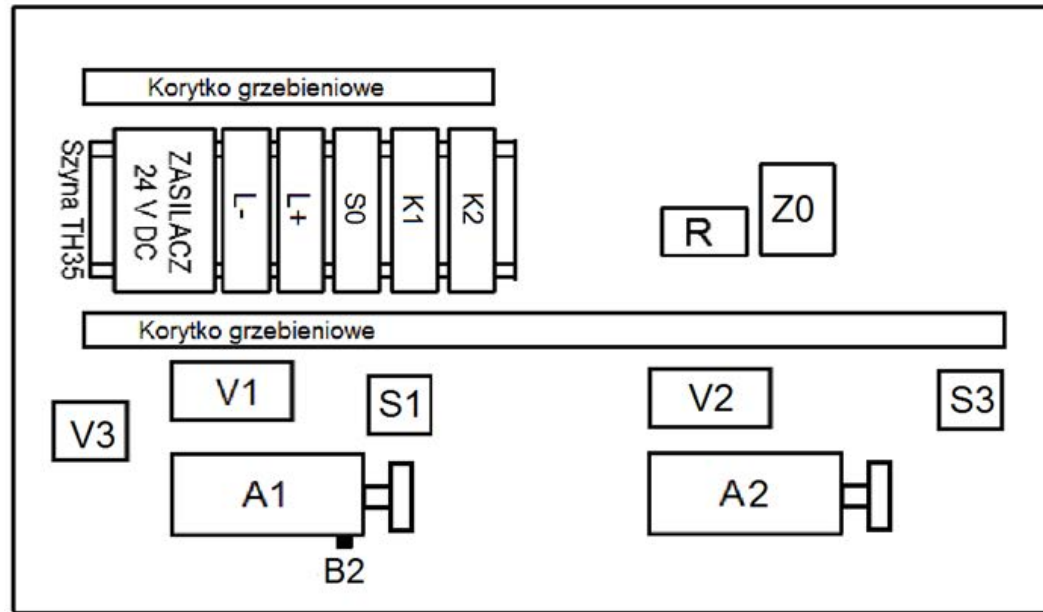 Korytko grzebieniowe
Szyna TH35
ZASILACZ
24 V DC
L-
L+
S0
K1
K2
R
Z0
Korytko grzebieniowe
V1
S1
V2
S3
V3
A1
A2
B2